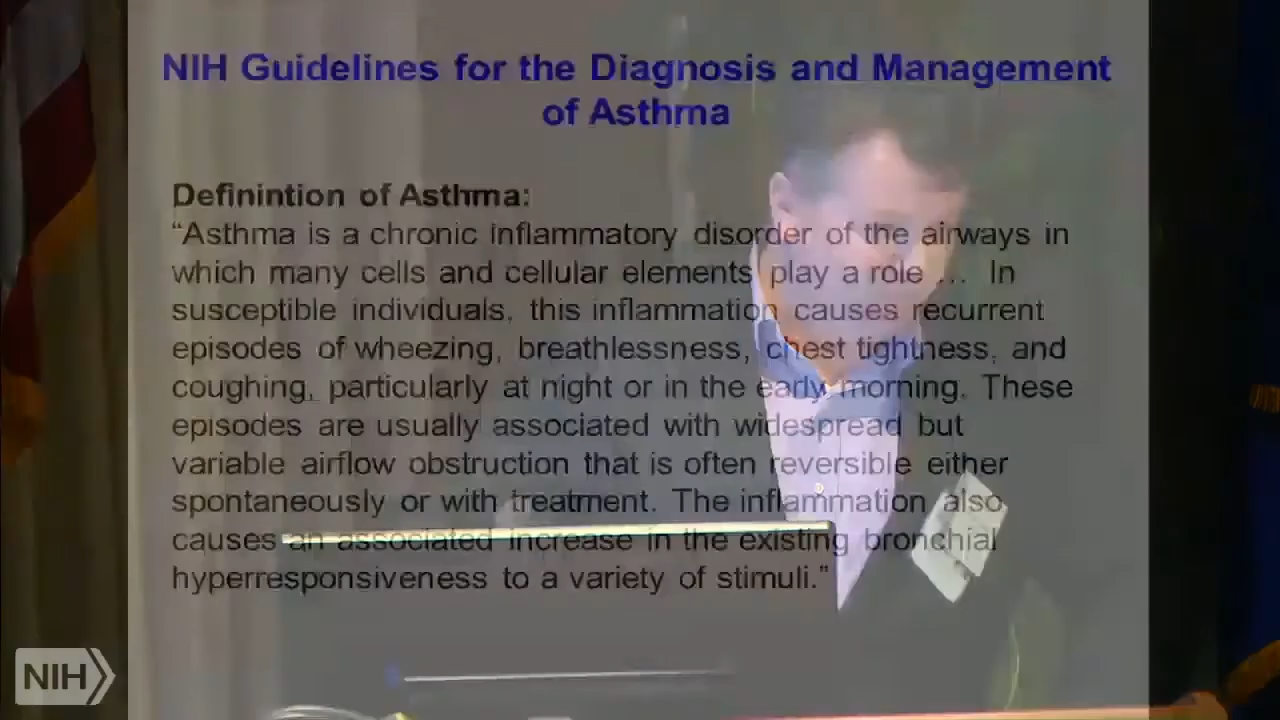 NIH Guidelines for the Diagnosis and Management
of Asthma
Definintion of Asthma:
“Asthma is a chronic inflammatory disorder of the airways in
which many cells and cellular elements play a role … In
susceptible individuals, this inflammation causes recurrent
episodes of wheezing, breathlessness, chest tightness, and
coughing, particularly at night or in the early morning. These
episodes are usually associated with widespread but
variable airflow obstruction that is often reversible either
spontaneously or with treatment. The inflammation also
causes an associated increase in the existing bronchial
hyperresponsiveness to a variety of stimuli.”
NIH